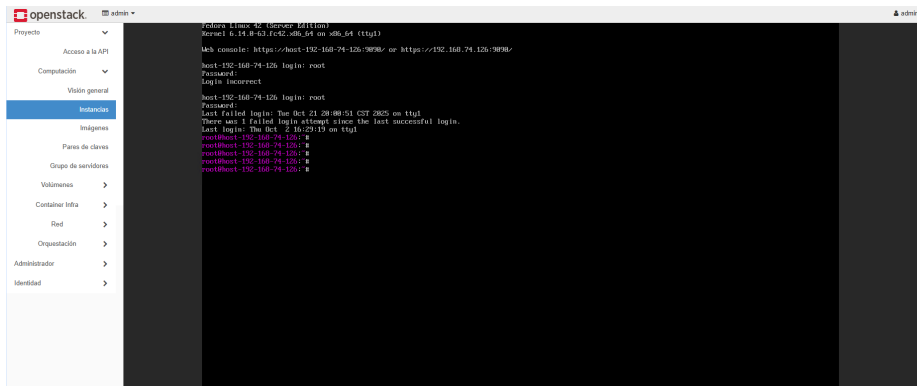 openstack.
admin
admin
Proyecto
Acceso a la API
Computación
Visión general
Instancias
Imágenes
Pares de claves
Grupo de servidores
Volúmenes
Container Infra
Red
Orquestación
Administrador
Identidad
Fedora Linux 42 (Server Edition)
Kernel 6.14.0-63.fc42.x86_64 on x86_64 (tty1)
Web console: https://host-192-168-74-126:9090/ or https://192.168.74.126:9090/
host-192-168-74-126 login: root
Password:
Login incorrect
host-192-168-74-126 login: root
Password:
Last failed login: Tue Oct 21 20:00:51 CST 2025 on tty1
There was 1 failed login attempt since the last successful login.
Last login: Thu Oct  2 16:29:19 on tty1
root@host-192-168-74-126:~#
root@host-192-168-74-126:~#
root@host-192-168-74-126:~#
root@host-192-168-74-126:~#
root@host-192-168-74-126:~#